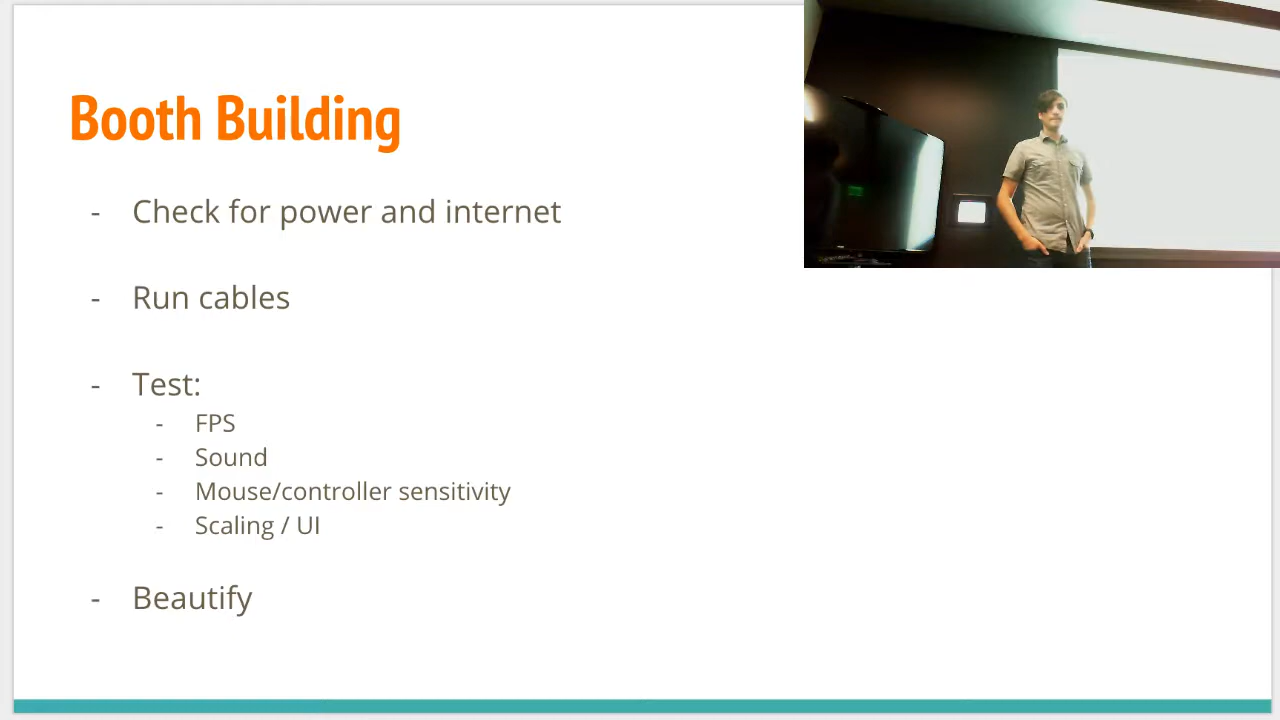 Booth Building
- Check for power and internet
- Run cables
- Test:
- FPS
- Sound
- Mouse/controller sensitivity
- Scaling / UI
- Beautify